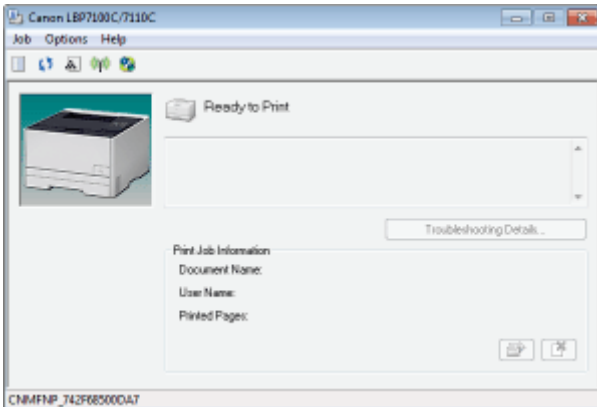 Canon LBP7100C/7110C
Job Options Help
Ready to Print
Troubleshooting Details...
Print Job Information
Document Name:
User Name:
Printed Pages:
CNMFNP_742F68500DA7